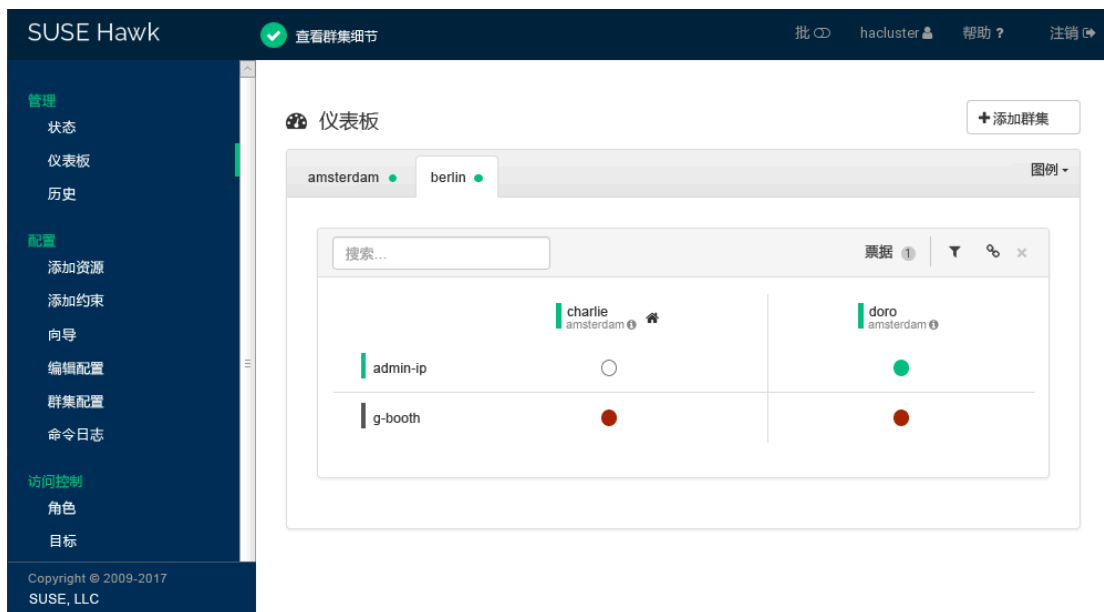 SUSE Hawk
查看群集细节
批
hacluster
帮助 ?
注销
管理
状态
仪表板
历史
配置
添加资源
添加约束
向导
编辑配置
群集配置
命令日志
访问控制
角色
目标
Copyright © 2009-2017
SUSE, LLC
仪表板
添加群集
amsterdam
berlin
图例
搜索...
票据 1
charlie
amsterdam
doro
amsterdam
admin-ip
g-booth